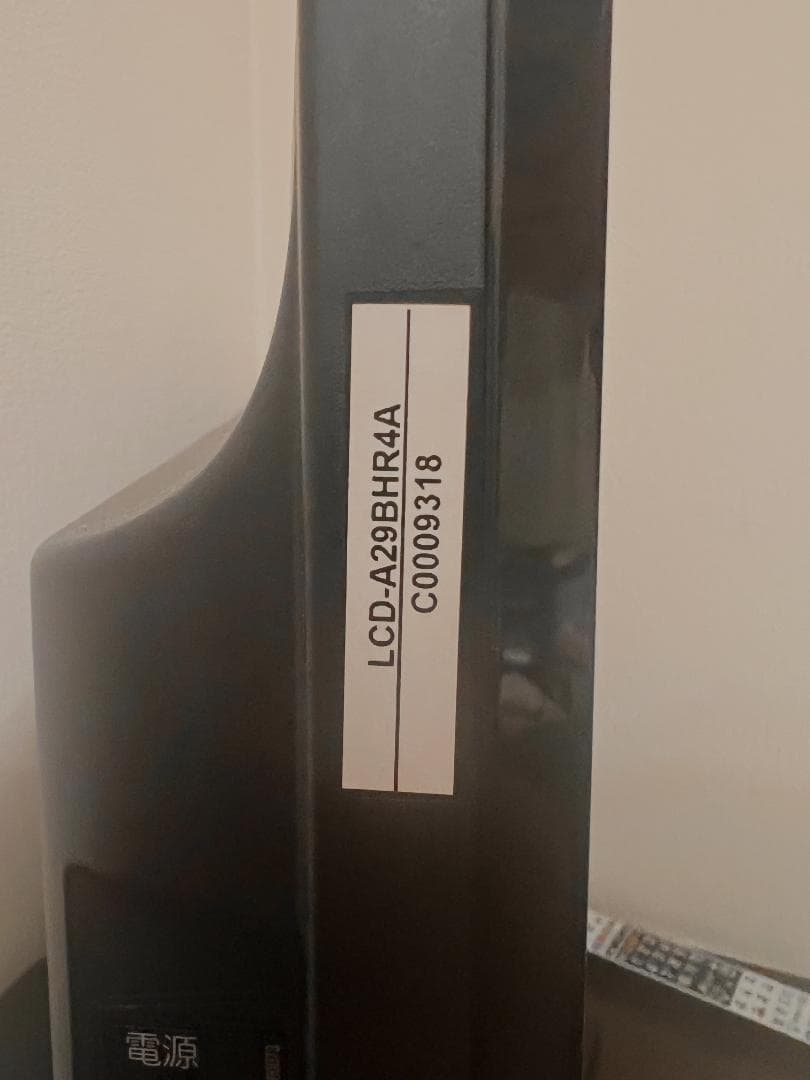 LCD-A29BHR4A
C0009318
電源